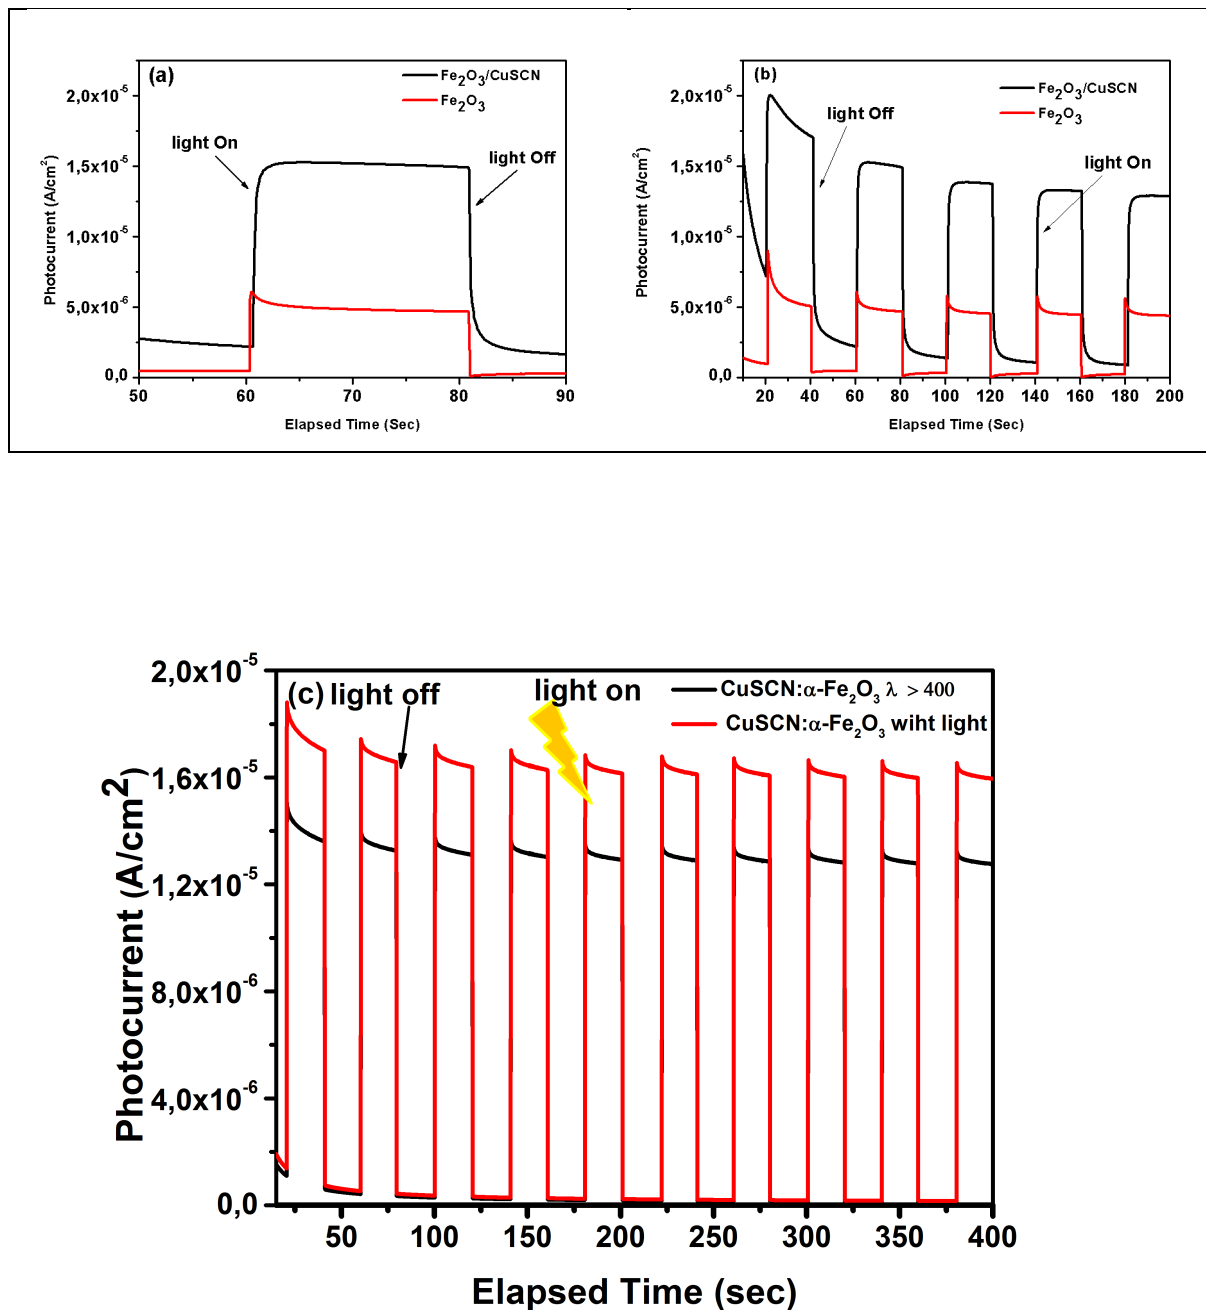 (a)
Fe₂O₃/CuSCN
Fe₂O₃
light On
light Off
Photocurrent (A/cm²)
2,0x10⁻⁵
1,5x10⁻⁵
1,0x10⁻⁵
5,0x10⁻⁶
0,0
50 60 70 80 90
Elapsed Time (Sec)
(b)
Fe₂O₃/CuSCN
Fe₂O₃
light Off
light On
Photocurrent (A/cm²)
2,0x10⁻⁵
1,5x10⁻⁵
1,0x10⁻⁵
5,0x10⁻⁶
0,0
20 40 60 80 100 120 140 160 180 200
Elapsed Time (Sec)
(c)
light off
light on
CuSCN:α-Fe₂O₃ λ > 400
CuSCN:α-Fe₂O₃ wiht light
Photocurrent (A/cm²)
2,0x10⁻⁵
1,6x10⁻⁵
1,2x10⁻⁵
8,0x10⁻⁶
4,0x10⁻⁶
0,0
50 100 150 200 250 300 350 400
Elapsed Time (sec)